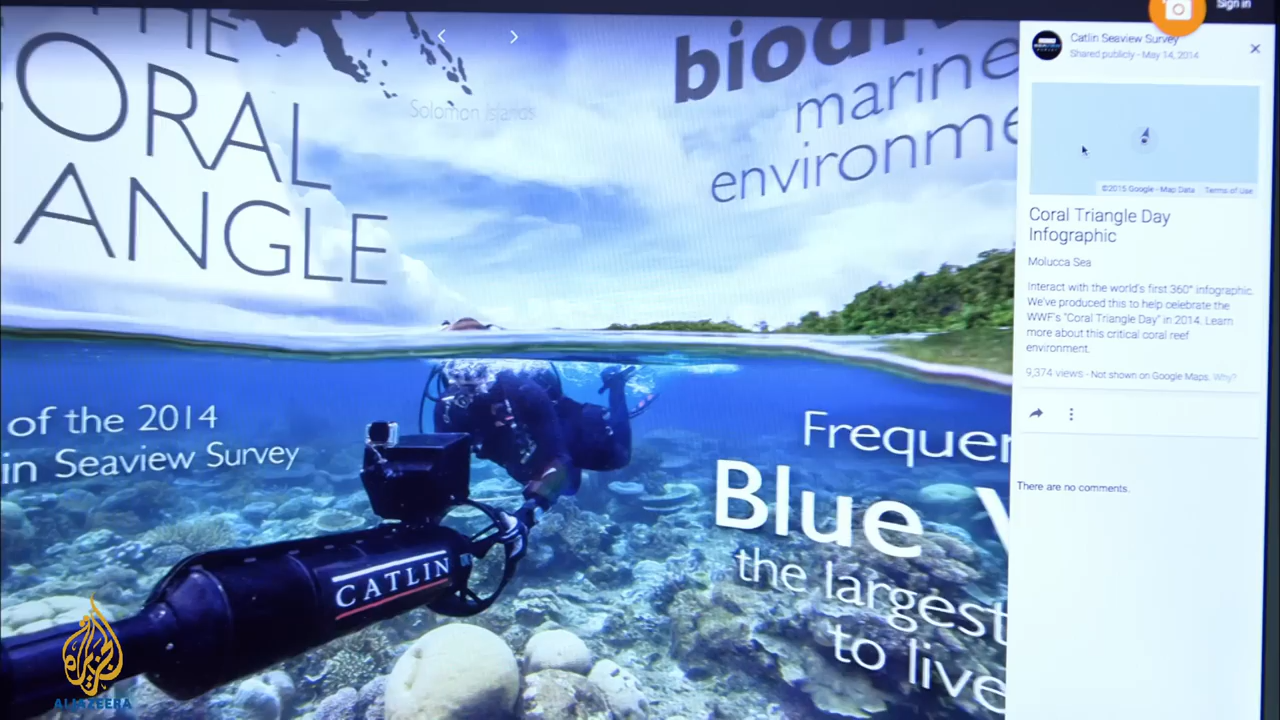 THE
CORAL
ANGLE
Solomon Islands
marine
of the 2014
in Seaview Survey
CATLIN
Frequen
Blue
the largest
to live
ALJAZEERA
Sign in
Catlin Seaview Survey
Shared publicly - May 14, 2014
©2015 Google - Map Data Terms of Use
Coral Triangle Day
Infographic
Molucca Sea
Interact with the world's first 360° infographic.
We've produced this to help celebrate the
WWF's "Coral Triangle Day" in 2014. Learn
more about this critical coral reef
environment.
9,374 views - Not shown on Google Maps. Why?
There are no comments.